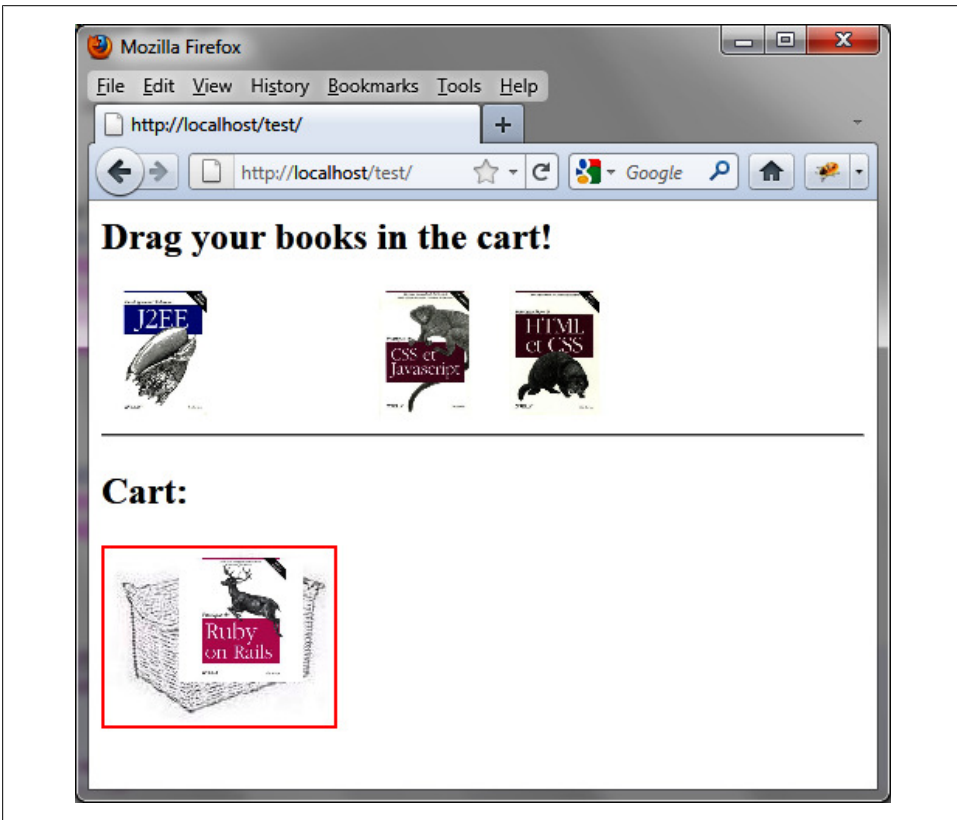 Mozilla Firefox
File Edit View History Bookmarks Tools Help
http://localhost/test/
http://localhost/test/ Google
Drag your books in the cart!
J2EE
CSS et
Javascript
HTML
et CSS
Cart:
Ruby
on Rails